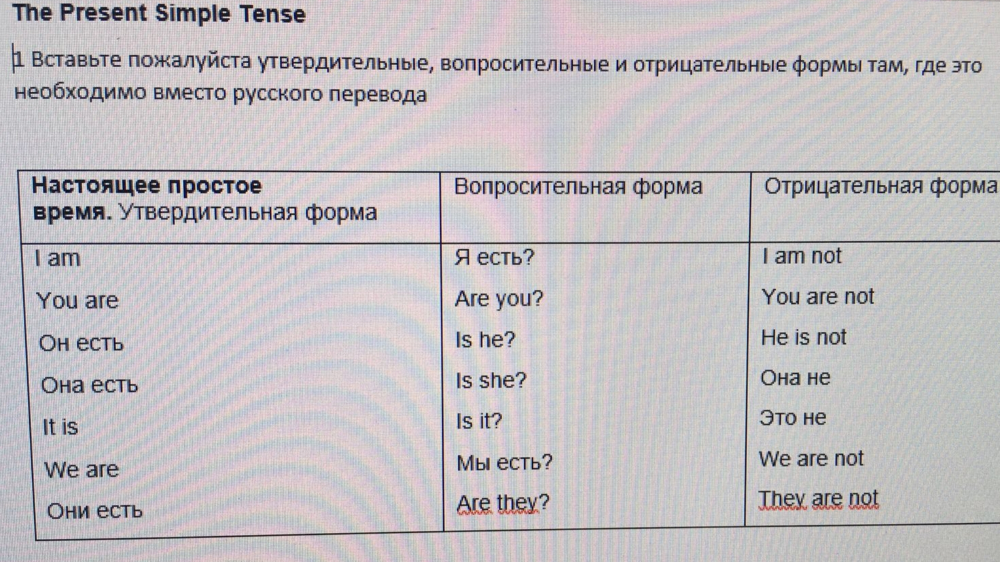 The Present Simple Tense
1 Вставьте пожалуйста утвердительные, вопросительные и отрицательные формы там, где это
необходимо вместо русского перевода
Настоящее простое
время. Утвердительная форма
Вопросительная форма
Отрицательная форма
I am
Я есть?
I am not
You are
Are you?
You are not
Он есть
Is he?
He is not
Она есть
Is she?
Она не
It is
Is it?
Это не
We are
Мы есть?
We are not
Они есть
Are they?
They are not